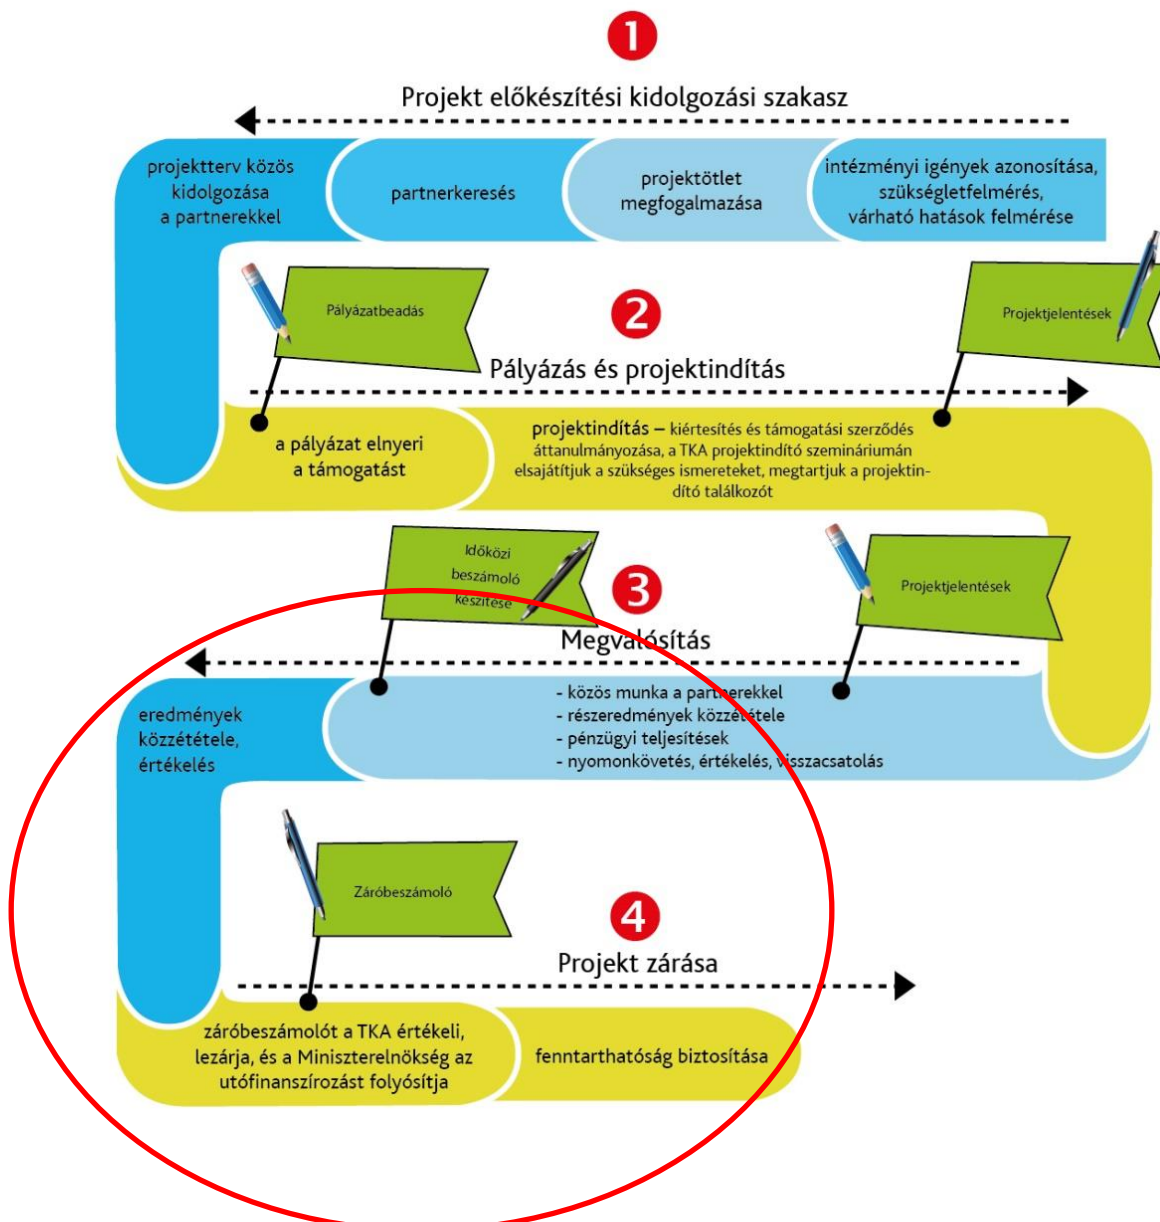 1
Projekt előkészítési kidolgozási szakasz
projektterv közös
kidolgozása
a partnerekkel
partnerkeresés
projektötlet
megfogalmazása
intézményi igények azonosítása,
szükségletfelmérés,
várható hatások felmérése
Pályázatbeadás
2
Projektjelentések
Pályázás és projektindítás
a pályázat elnyeri
a támogatást
projektindítás – kiértesítés és támogatási szerződés
áttanulmányozása, a TKA projektindító szemináriumán
elsajátítjuk a szükséges ismereteket, megtartjuk a projektin-
dító találkozót
Időközi
beszámoló
készítése
3
Projektjelentések
Megvalósítás
eredmények
közzététele,
értékelés
- közös munka a partnerekkel
- részeredmények közzététele
- pénzügyi teljesítések
- nyomonkövetés, értékelés, visszacsatolás
Záróbeszámoló
4
Projekt zárása
záróbeszámolót a TKA értékeli,
lezárja, és a Miniszterelnökség az
utófinanszírozást folyósítja
fenntarthatóság biztosítása